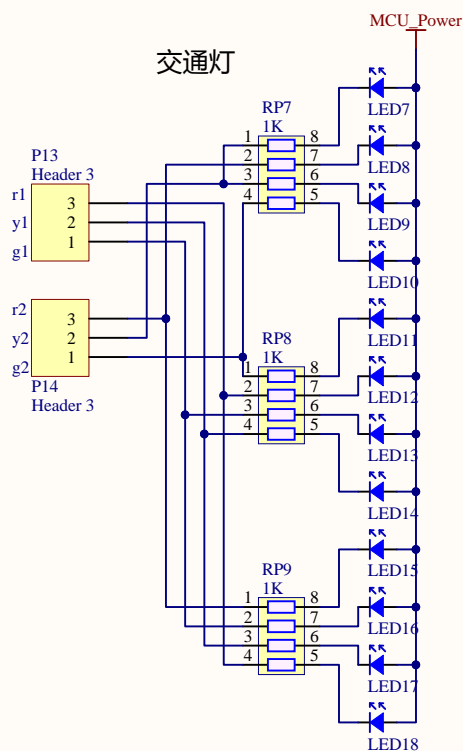 MCU_Power
交通灯
RP7
1K
1 8
2 7
3 6
4 5
LED7
LED8
LED9
LED10
P13
Header 3
r1 3
y1 2
g1 1
r2 3
y2 2
g2 1
P14
Header 3
RP8
1K
1 8
2 7
3 6
4 5
LED11
LED12
LED13
LED14
RP9
1K
1 8
2 7
3 6
4 5
LED15
LED16
LED17
LED18